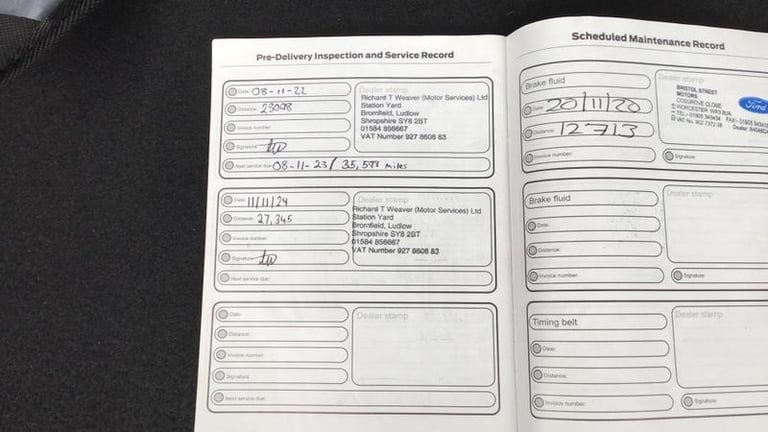 Pre-Delivery Inspection and Service Record
Date: 08-11-22
Distance: 23098
Invoice number:
Signature:
Next service due: 08-11-23 / 35,598 miles
Dealer stamp
Richard T Weaver (Motor Services) Ltd
Station Yard
Bromfield, Ludlow
Shropshire SY8 2BT
01584 856667
VAT Number 927 8608 83
Date: 11/11/24
Distance: 27,345
Invoice number:
Signature:
Next service due:
Dealer stamp
Richard T Weaver (Motor Services) Ltd
Station Yard
Bromfield, Ludlow
Shropshire SY8 2BT
01584 856667
VAT Number 927 8608 83
Date:
Distance:
Invoice number:
Signature:
Next service due:
Dealer stamp
Scheduled Maintenance Record
Brake fluid
Date: 20/11/20
Distance: 12713
Invoice number:
Dealer stamp
BRISTOL STREET
MOTORS
COSGROVE CLOSE
WORCESTER
Ford
Signature:
Brake fluid
Date:
Distance:
Invoice number:
Dealer stamp
Signature:
Timing belt
Date:
Distance:
Invoice number:
Dealer stamp
Signature: